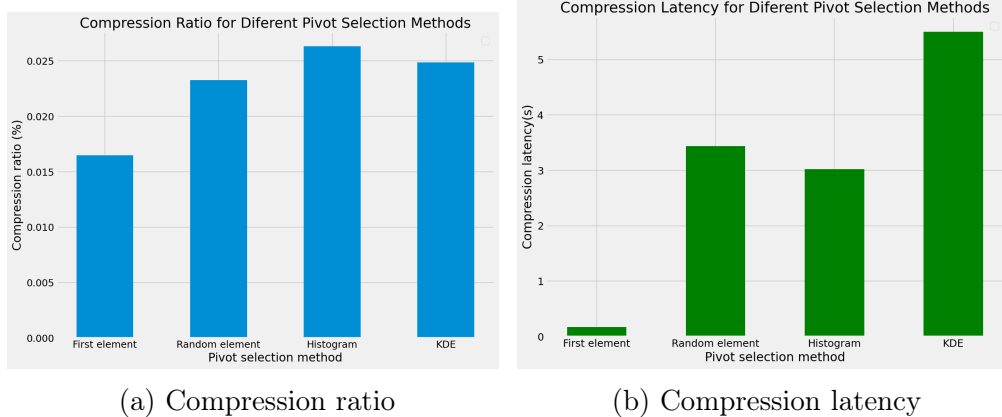 Compression Ratio for Diferent Pivot Selection Methods
0.025
0.020
0.015
0.010
0.005
0.000
Compression ratio (%)
First element Random element Histogram KDE
Pivot selection method
(a) Compression ratio
Compression Latency for Diferent Pivot Selection Methods
5
4
3
2
1
0
Compression latency(s)
First element Random element Histogram KDE
Pivot selection method
(b) Compression latency